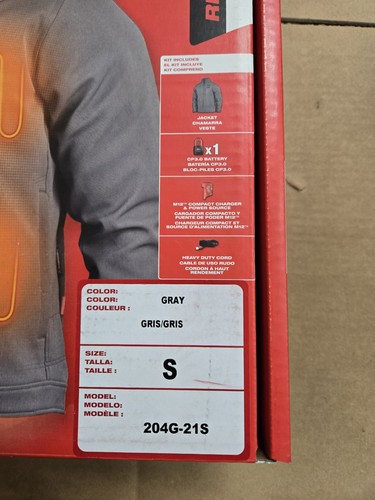 KIT INCLUDES
EL KIT INCLUYE
KIT COMPREND
JACKET
CHAMARRA
VESTE
x1
CP3.0 BATTERY
BATERÍA CP3.0
BLOC-PILES CP3.0
M12™ COMPACT CHARGER
& POWER SOURCE
CARGADOR COMPACTO Y
FUENTE DE PODER M12™
CHARGEUR COMPACT ET
SOURCE D'ALIMENTATION M12™
HEAVY DUTY CORD
CABLE DE USO RUDO
CORDON À HAUT
RENDEMENT
COLOR:
COLOR: GRAY
COULEUR :
GRIS/GRIS
SIZE:
TALLA: S
TAILLE :
MODEL:
MODELO:
MODÈLE :
204G-21S